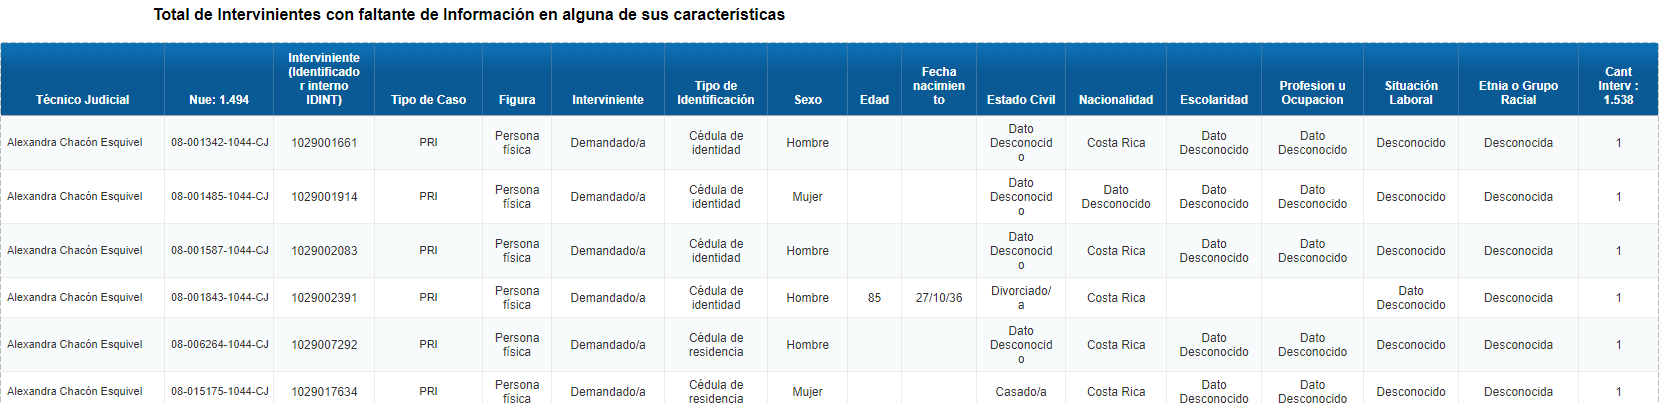 Total de Intervinientes con faltante de Información en alguna de sus características
Técnico Judicial Nue: 1.494 Interviniente (Identificado r interno IDINT) Tipo de Caso Figura Interviniente Tipo de Identificación Sexo Edad Fecha nacimien to Estado Civil Nacionalidad Escolaridad Profesion u Ocupacion Situación Laboral Etnia o Grupo Racial Cant Interv : 1.538
Alexandra Chacón Esquivel 08-001342-1044-CJ 1029001661 PRI Persona física Demandado/a Cédula de identidad Hombre Dato Desconocid o Costa Rica Dato Desconocido Dato Desconocido Desconocido Desconocida 1
Alexandra Chacón Esquivel 08-001485-1044-CJ 1029001914 PRI Persona física Demandado/a Cédula de identidad Mujer Dato Desconocid o Dato Desconocido Dato Desconocido Dato Desconocido Desconocido Desconocida 1
Alexandra Chacón Esquivel 08-001587-1044-CJ 1029002083 PRI Persona física Demandado/a Cédula de identidad Hombre Dato Desconocid o Costa Rica Dato Desconocido Dato Desconocido Desconocido Desconocida 1
Alexandra Chacón Esquivel 08-001843-1044-CJ 1029002391 PRI Persona física Demandado/a Cédula de identidad Hombre 85 27/10/36 Divorciado/ a Costa Rica Dato Desconocido Desconocida 1
Alexandra Chacón Esquivel 08-006264-1044-CJ 1029007292 PRI Persona física Demandado/a Cédula de residencia Hombre Dato Desconocid o Costa Rica Dato Desconocido Dato Desconocido Desconocido Desconocida 1
Alexandra Chacón Esquivel 08-015175-1044-CJ 1029017634 PRI Persona física Demandado/a Cédula de residencia Mujer Casado/a Costa Rica Dato Desconocido Dato Desconocido Desconocido Desconocida 1